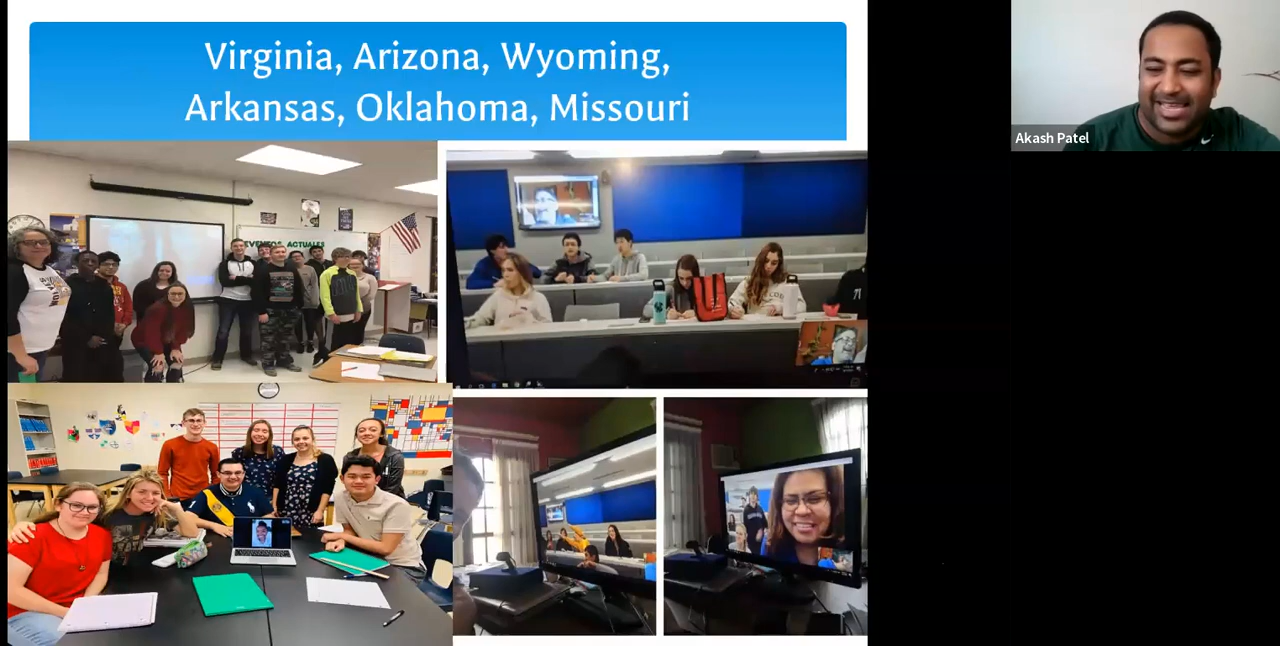 Virginia, Arizona, Wyoming,
Arkansas, Oklahoma, Missouri
Akash Patel
EVENTOS ACTUALES